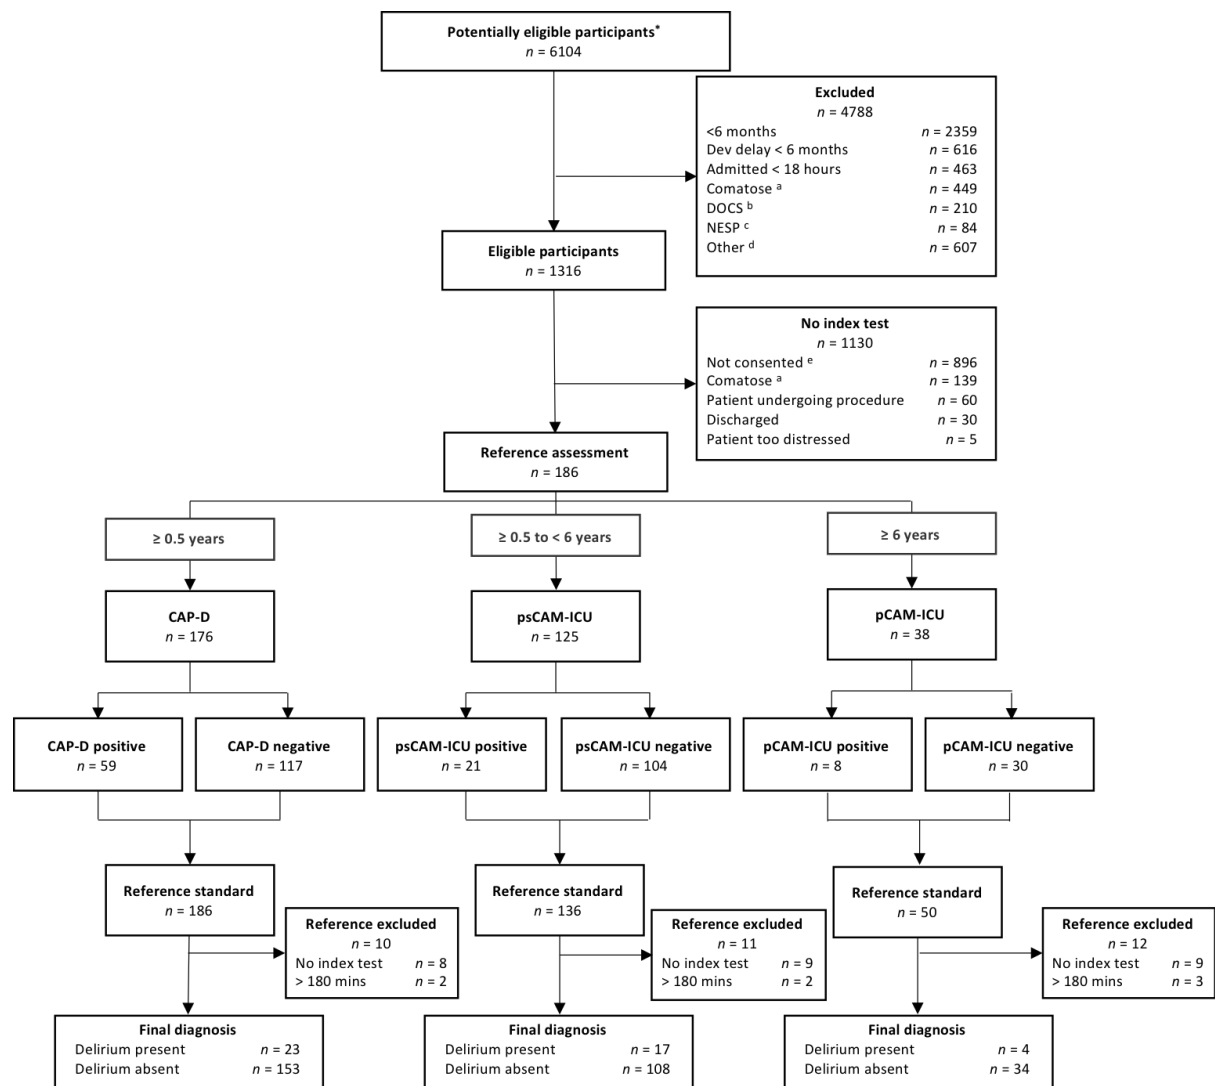 Potentially eligible participants*
n = 6104
Excluded
n = 4788
<6 months n = 2359
Dev delay < 6 months n = 616
Admitted < 18 hours n = 463
Comatose a n = 449
DOCS b n = 210
NESP c n = 84
Other d n = 607
Eligible participants
n = 1316
No index test
n = 1130
Not consented e n = 896
Comatose a n = 139
Patient undergoing procedure n = 60
Discharged n = 30
Patient too distressed n = 5
Reference assessment
n = 186
≥ 0.5 years
≥ 0.5 to < 6 years
≥ 6 years
CAP-D
n = 176
psCAM-ICU
n = 125
pCAM-ICU
n = 38
CAP-D positive
n = 59
CAP-D negative
n = 117
psCAM-ICU positive
n = 21
psCAM-ICU negative
n = 104
pCAM-ICU positive
n = 8
pCAM-ICU negative
n = 30
Reference standard
n = 186
Reference excluded
n = 10
No index test n = 8
> 180 mins n = 2
Reference standard
n = 136
Reference excluded
n = 11
No index test n = 9
> 180 mins n = 2
Reference standard
n = 50
Reference excluded
n = 12
No index test n = 9
> 180 mins n = 3
Final diagnosis
Delirium present n = 23
Delirium absent n = 153
Final diagnosis
Delirium present n = 17
Delirium absent n = 108
Final diagnosis
Delirium present n = 4
Delirium absent n = 34